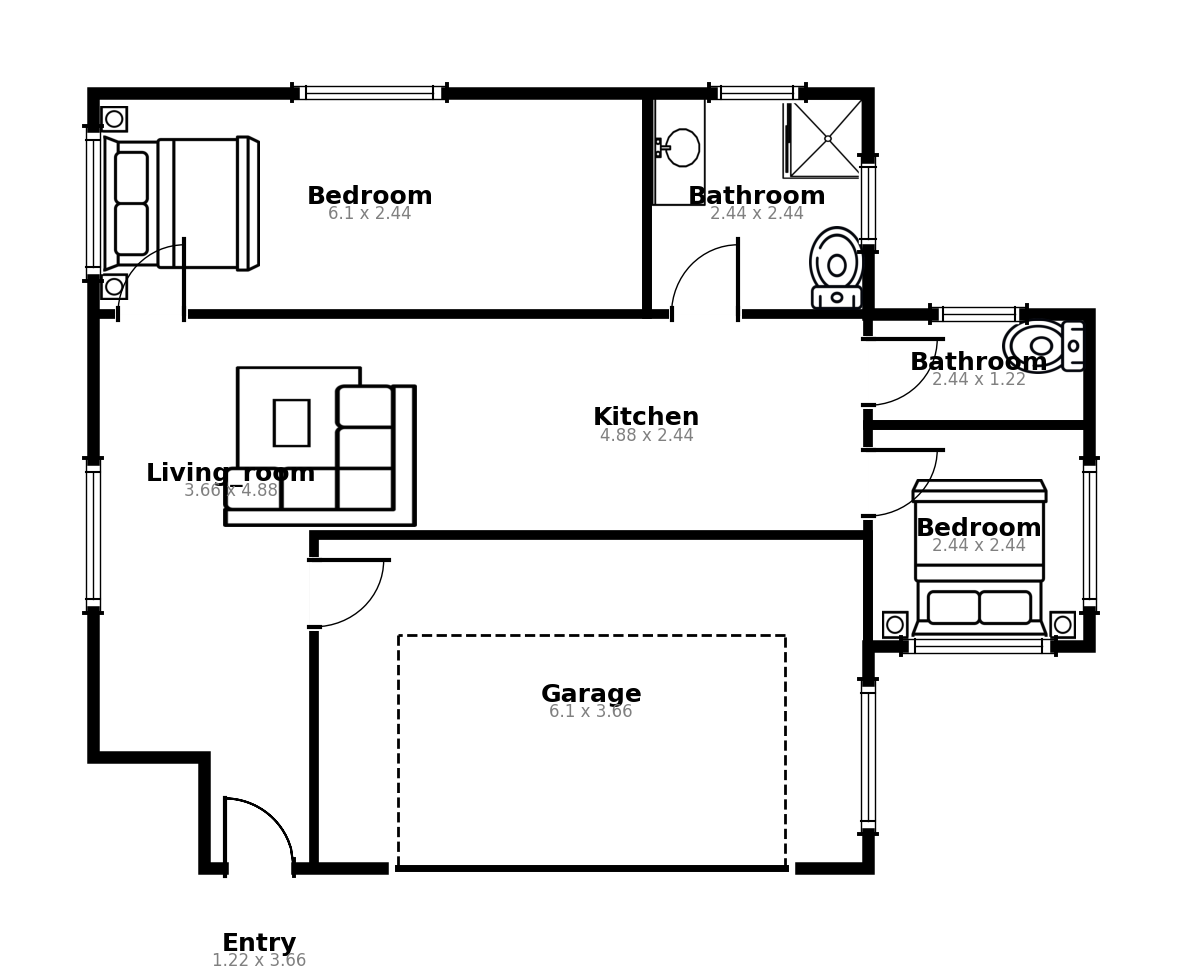 Bedroom
6.1 x 2.44
Bathroom
2.44 x 2.44
Bathroom
2.44 x 1.22
Kitchen
4.88 x 2.44
Living_room
3.66 x 4.88
Bedroom
2.44 x 2.44
Garage
6.1 x 3.66
Entry
1.22 x 3.66